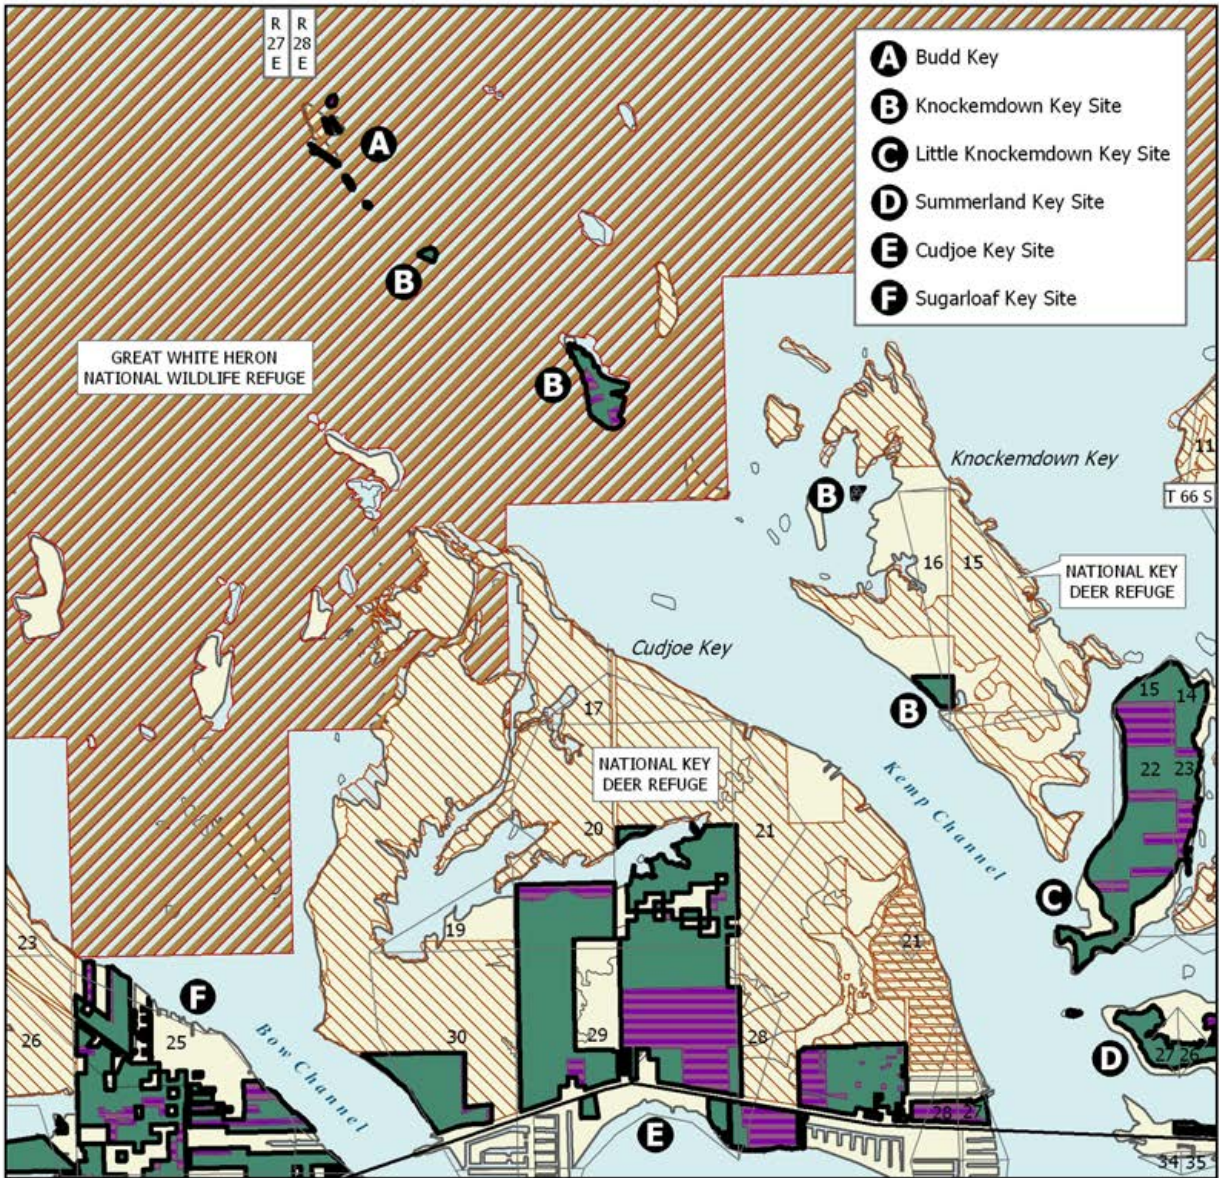 R R
27 28
E E
A Budd Key
B Knockemdown Key Site
C Little Knockemdown Key Site
D Summerland Key Site
E Cudjoe Key Site
F Sugarloaf Key Site
A
B
GREAT WHITE HERON
NATIONAL WILDLIFE REFUGE
B
11
Knockemdown Key
T 66 S
B
16 15
NATIONAL KEY
DEER REFUGE
Cudjoe Key
15 14
17
B
NATIONAL KEY
DEER REFUGE
22 23
Kemp Channel
20 21
C
19
23
21
F
26 25
Bow Channel
30 29 28
D
27 26
28 27
E
34 35